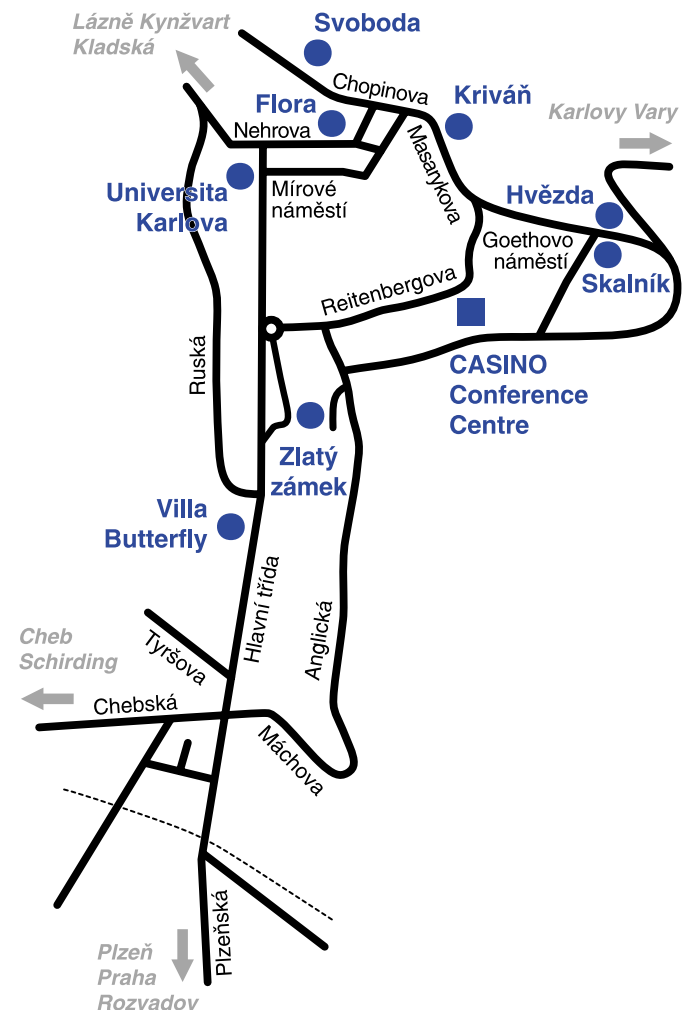 Lázně Kynžvart
Kladská
Svoboda
Chopinova
Flora
Kriváň
Karlovy Vary
Nehrova
Masarykova
Universita
Karlova
Mírové
náměstí
Hvězda
Goethovo
náměstí
Skalník
Reitenbergova
Ruská
CASINO
Conference
Centre
Zlatý
zámek
Villa
Butterfly
Hlavní třída
Anglická
Cheb
Schirding
Tyršova
Chebská
Máchova
Plzeňská
Plzeň
Praha
Rozvadov